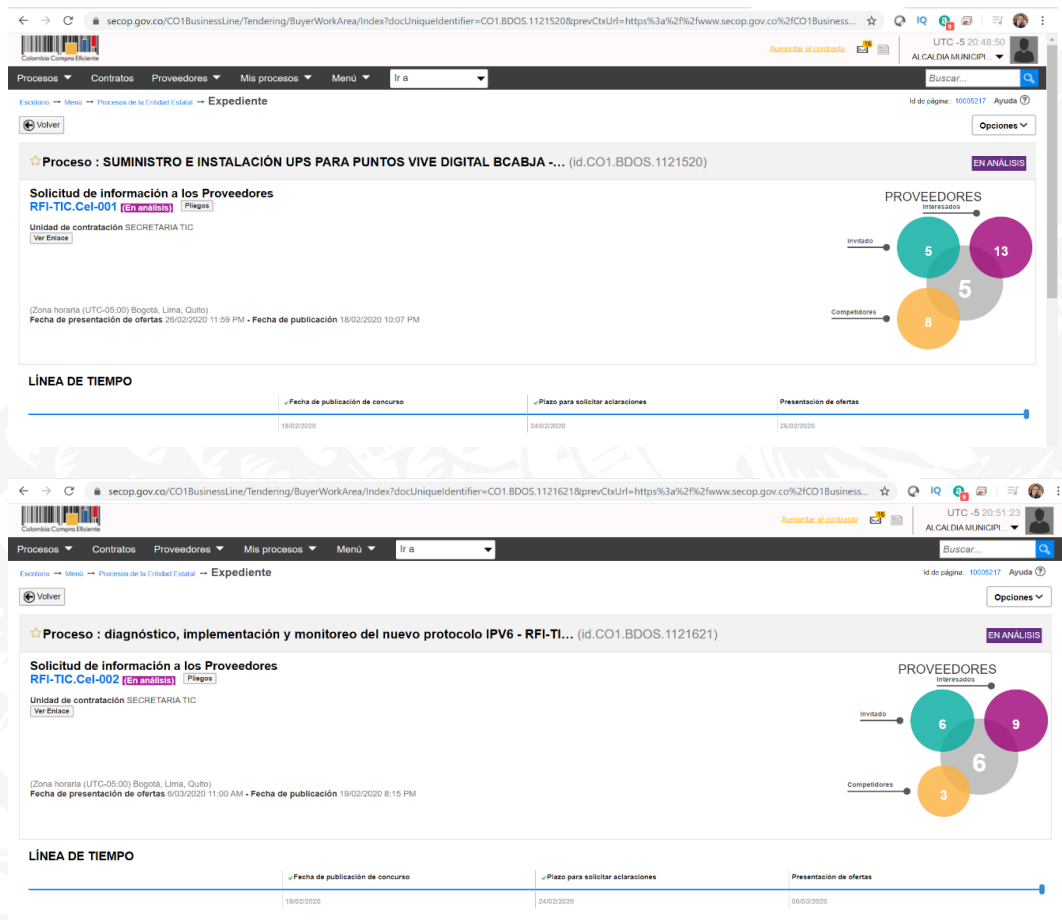 secop.gov.co/CO1BusinessLine/Tendering/BuyerWorkArea/Index?docUniqueIdentifier=CO1.BDOS.1121520&prevCtxUrl=https%3a%2f%2fwww.secop.gov.co%2fCO1Business...
Colombia Compra Eficiente
Aumentar el contraste
16
UTC -5 20:48:50
ALCALDIA MUNICIPI...
Procesos Contratos Proveedores Mis procesos Menú Ir a Buscar...
Escritorio → Menú → Procesos de la Entidad Estatal → Expediente
Id de página:: 10005217 Ayuda
Volver
Opciones
Proceso : SUMINISTRO E INSTALACIÓN UPS PARA PUNTOS VIVE DIGITAL BCABJA -... (id.CO1.BDOS.1121520)
EN ANÁLISIS
Solicitud de información a los Proveedores
RFI-TIC.Cel-001 (En análisis) Pliegos
Unidad de contratación SECRETARIA TIC
Ver Enlace
PROVEEDORES
Interesados
Invitado
5
13
5
Competidores
8
(Zona horaria (UTC-05:00) Bogotá, Lima, Quito)
Fecha de presentación de ofertas 26/02/2020 11:59 PM - Fecha de publicación 18/02/2020 10:07 PM
LÍNEA DE TIEMPO
Fecha de publicación de concurso
Plazo para solicitar aclaraciones
Presentación de ofertas
18/02/2020
24/02/2020
26/02/2020
secop.gov.co/CO1BusinessLine/Tendering/BuyerWorkArea/Index?docUniqueIdentifier=CO1.BDOS.1121621&prevCtxUrl=https%3a%2f%2fwww.secop.gov.co%2fCO1Business...
Colombia Compra Eficiente
Aumentar el contraste
16
UTC -5 20:51:23
ALCALDIA MUNICIPI...
Procesos Contratos Proveedores Mis procesos Menú Ir a Buscar...
Escritorio → Menú → Procesos de la Entidad Estatal → Expediente
Id de página:: 10005217 Ayuda
Volver
Opciones
Proceso : diagnóstico, implementación y monitoreo del nuevo protocolo IPV6 - RFI-TI... (id.CO1.BDOS.1121621)
EN ANÁLISIS
Solicitud de información a los Proveedores
RFI-TIC.Cel-002 (En análisis) Pliegos
Unidad de contratación SECRETARIA TIC
Ver Enlace
PROVEEDORES
Interesados
Invitado
6
9
6
Competidores
3
(Zona horaria (UTC-05:00) Bogotá, Lima, Quito)
Fecha de presentación de ofertas 6/03/2020 11:00 AM - Fecha de publicación 19/02/2020 8:15 PM
LÍNEA DE TIEMPO
Fecha de publicación de concurso
Plazo para solicitar aclaraciones
Presentación de ofertas
19/02/2020
24/02/2020
06/03/2020